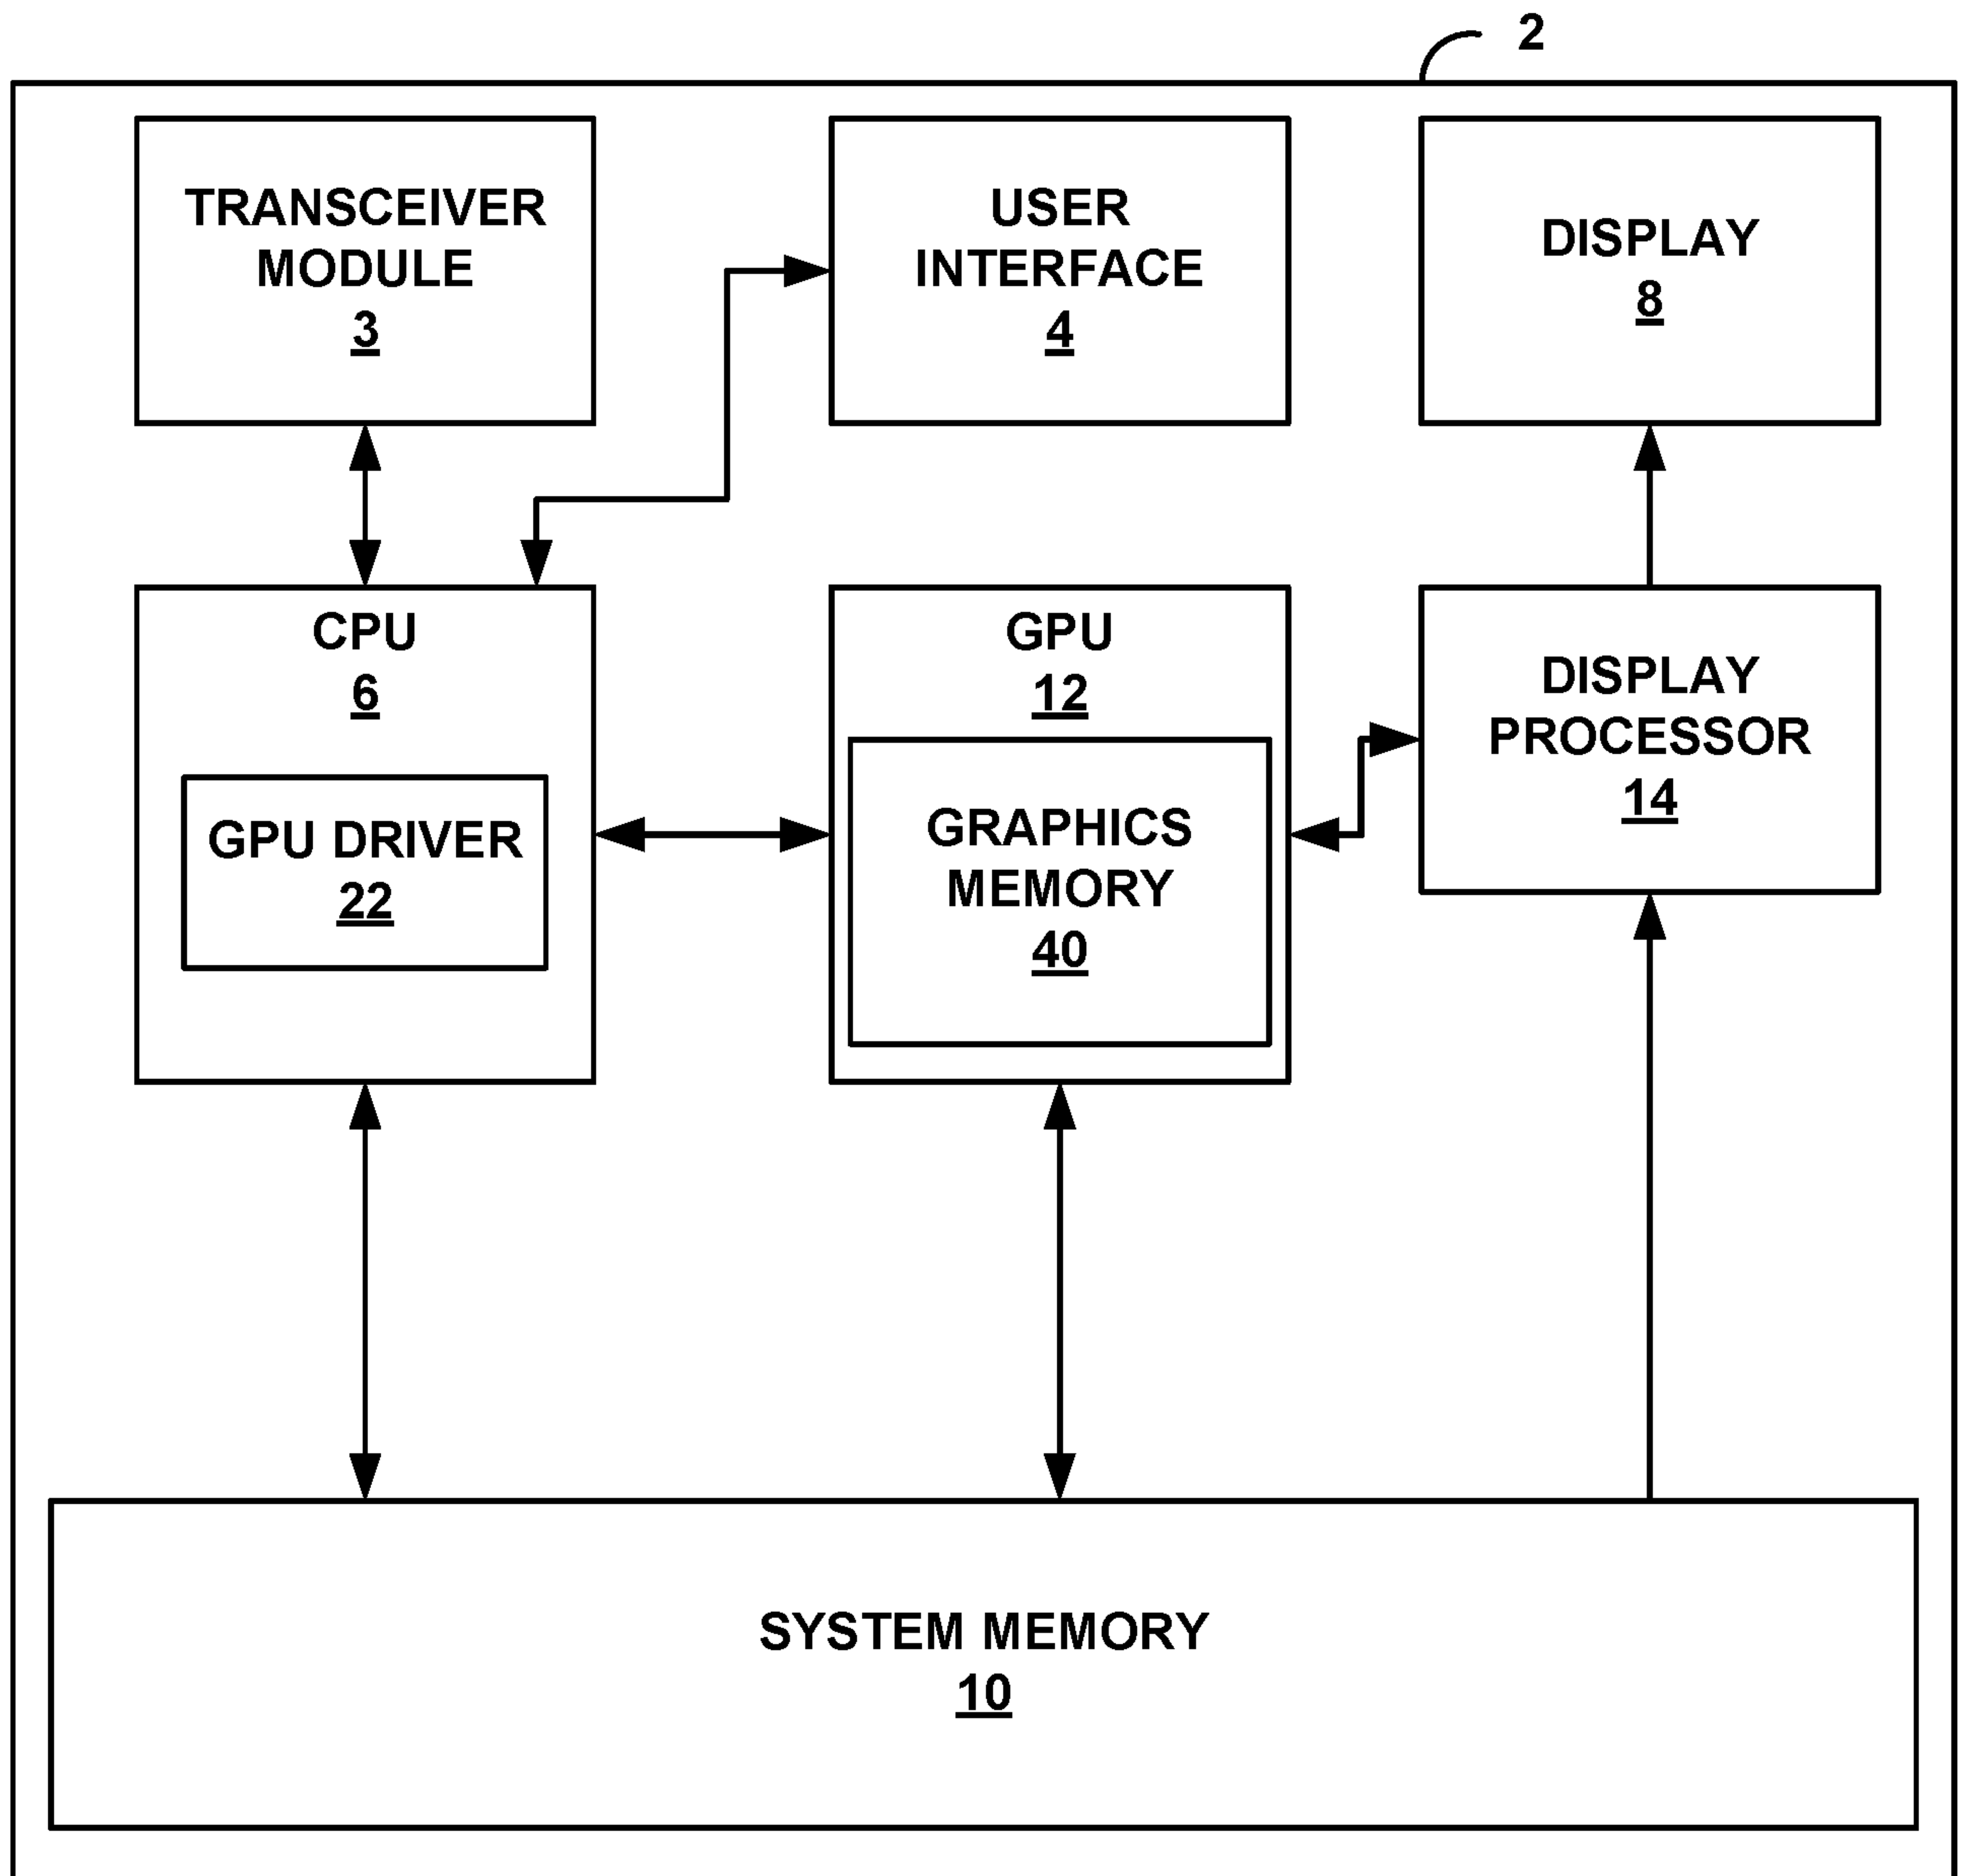 2
TRANSCEIVER
MODULE
3
USER
INTERFACE
4
DISPLAY
8
CPU
6
GPU DRIVER
22
GPU
12
GRAPHICS
MEMORY
40
DISPLAY
PROCESSOR
14
SYSTEM MEMORY
10